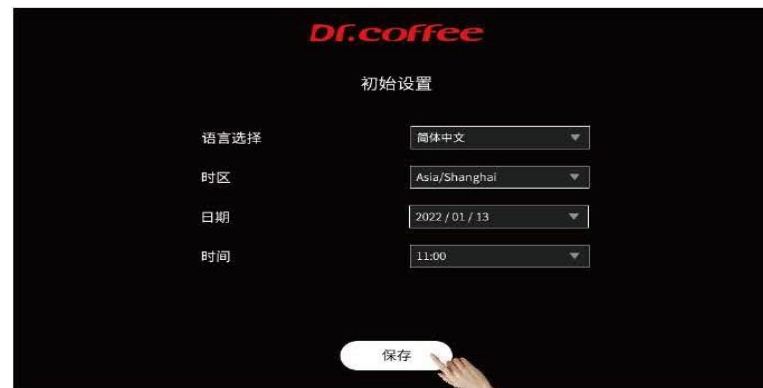 Dr.coffee
初始设置
语言选择 简体中文
时区 Asia/Shanghai
日期 2022 / 01 / 13
时间 11:00
保存